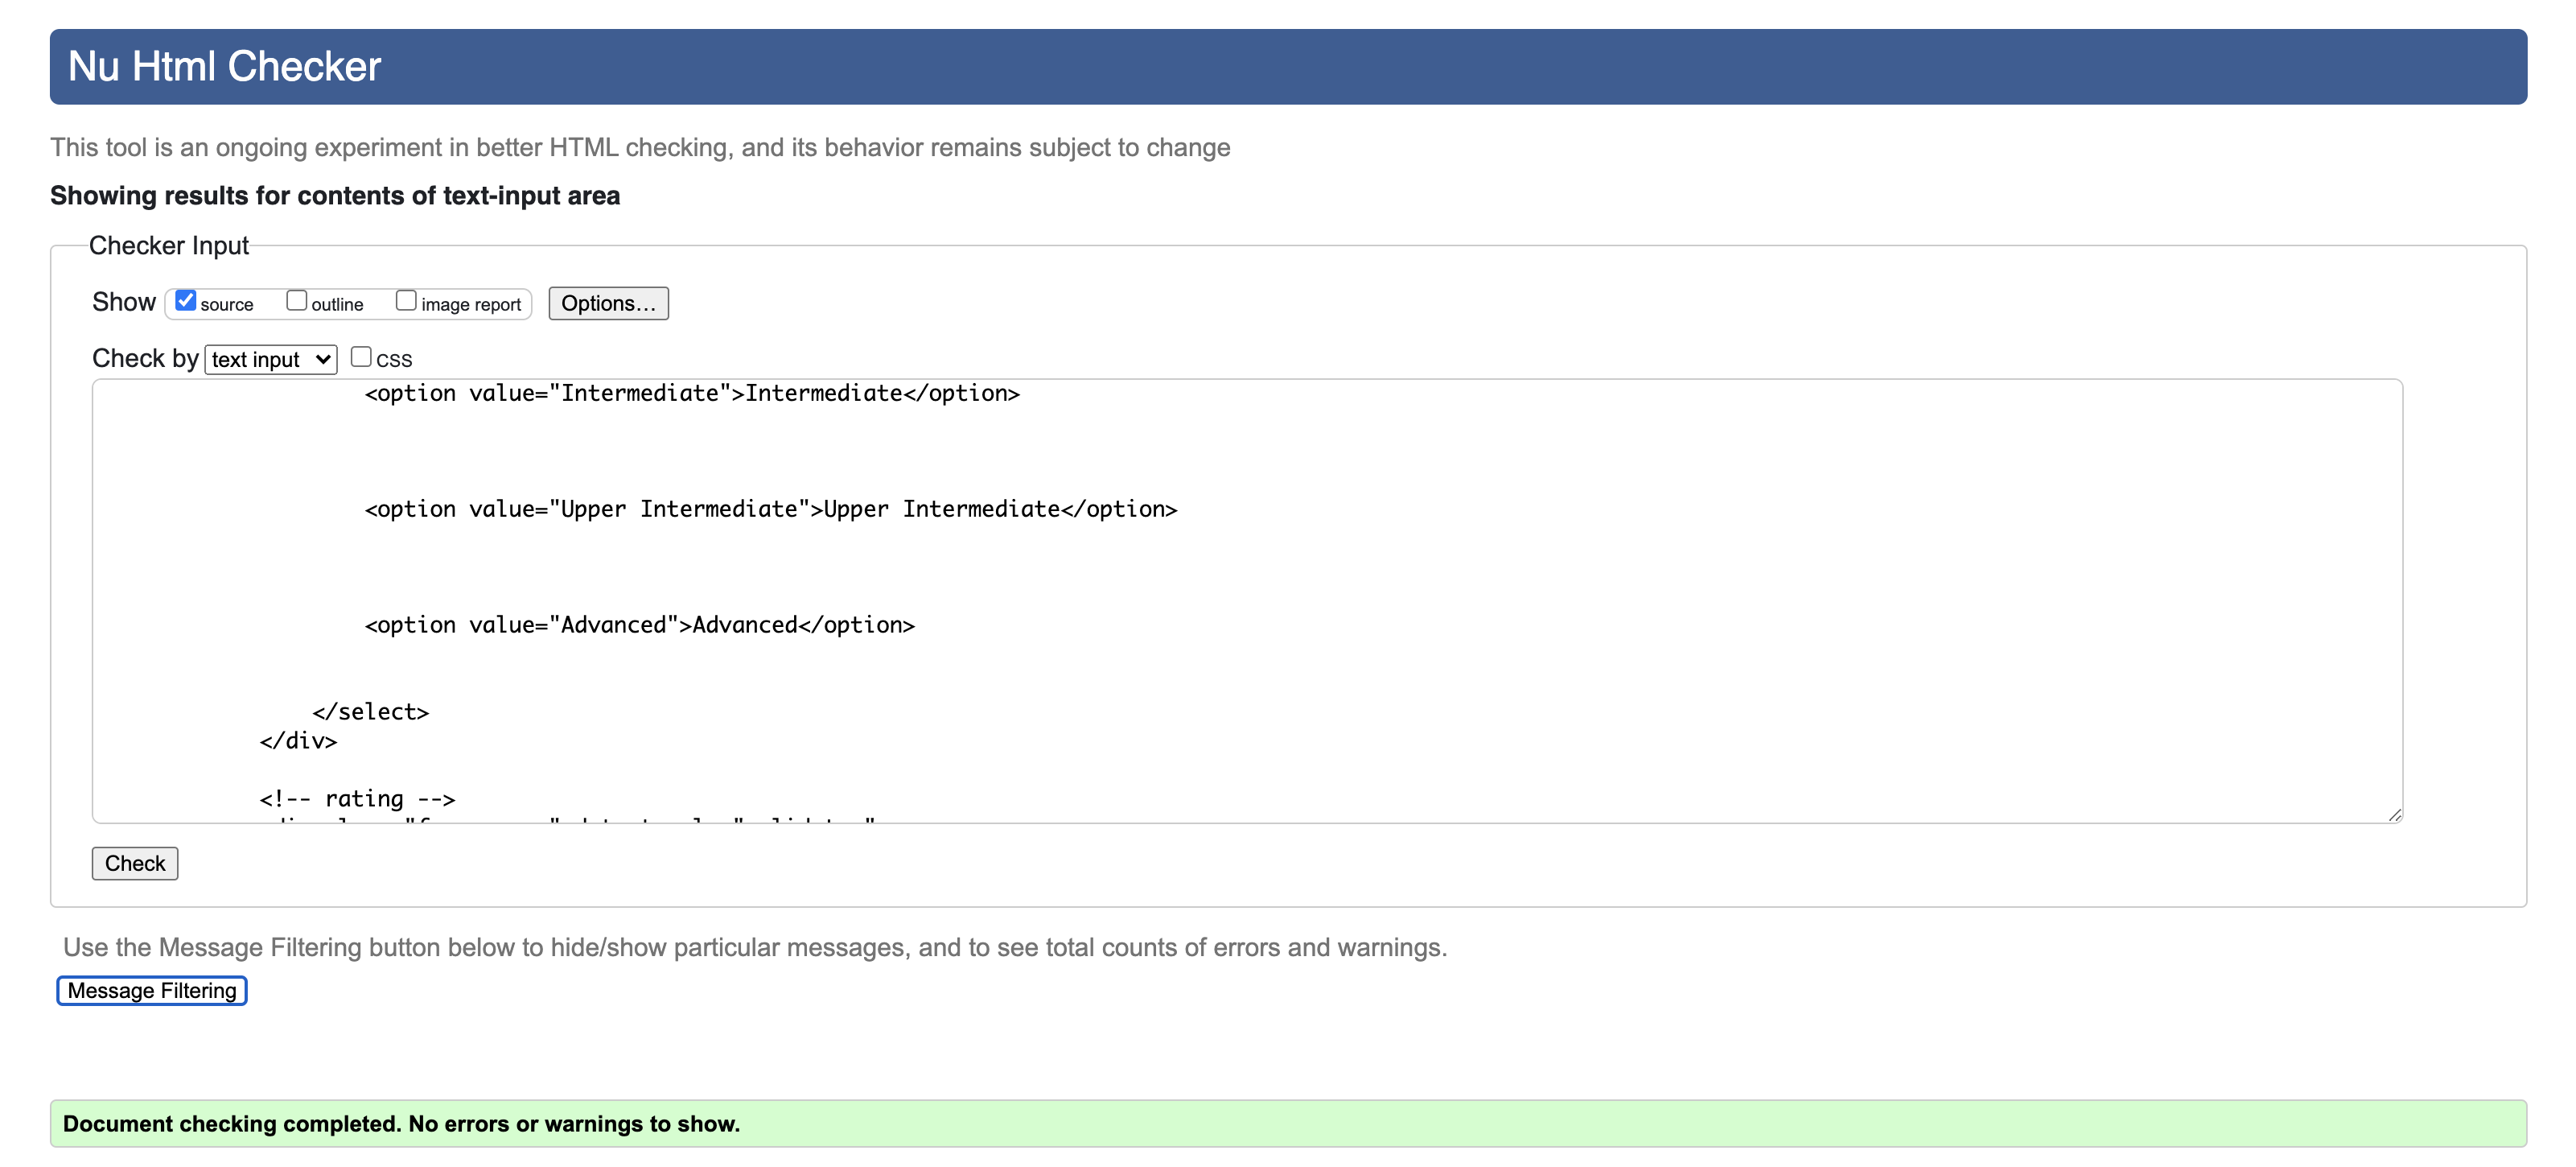 Nu Html Checker
This tool is an ongoing experiment in better HTML checking, and its behavior remains subject to change
Showing results for contents of text-input area
Checker Input
Show source outline image report Options...
Check by text input CSS
<option value="Intermediate">Intermediate</option>
<option value="Upper Intermediate">Upper Intermediate</option>
<option value="Advanced">Advanced</option>
</select>
</div>
<!-- rating -->
Check
Use the Message Filtering button below to hide/show particular messages, and to see total counts of errors and warnings.
Message Filtering
Document checking completed. No errors or warnings to show.